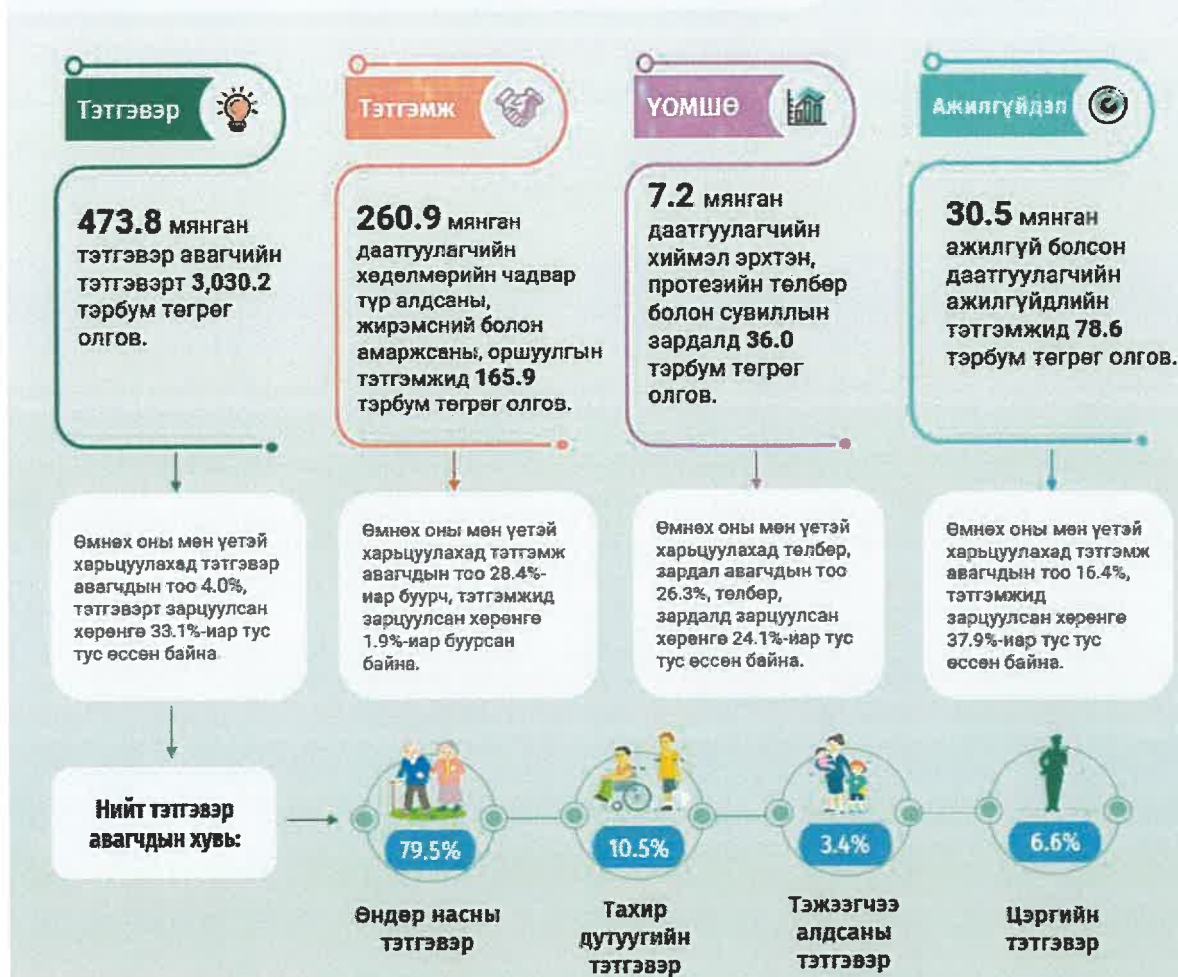 Тэтгэвэр
473.8 мянган
тэтгэвэр авагчийн
тэтгэвэрт 3,030.2
тэрбум төгрөг
олгов.
Өмнөх оны мөн үетэй
харьцуулахад тэтгэвэр
авагчдын тоо 4.0%,
тэтгэвэрт зарцуулсан
хөрөнгө 33.1%-иар тус
тус өссөн байна.
Тэтгэмж
260.9 мянган
даатгуулагчийн
хөдөлмөрийн чадвар
түр алдсаны,
жирэмсний болон
амаржсаны, оршуулгын
тэтгэмжид 165.9
тэрбум төгрөг олгов.
Өмнөх оны мөн үетэй
харьцуулахад тэтгэмж
авагчдын тоо 28.4%-
иар буурч, тэтгэмжид
зарцуулсан хөрөнгө
1.9%-иар буурсан
байна.
ҮОМШӨ
7.2 мянган
даатгуулагчийн
хиймэл эрхтэн,
протезийн төлбөр
болон сувиллын
зардалд 36.0
тэрбум төгрөг
олгов.
Өмнөх оны мөн үетэй
харьцуулахад төлбөр,
зардал авагчдын тоо
26.3%, төлбөр,
зардалд зарцуулсан
хөрөнгө 24.1%-иар тус
тус өссөн байна.
Ажилгүйдэл
30.5 мянган
ажилгүй болсон
даатгуулагчийн
ажилгүйдлийн
тэтгэмжид 78.6
тэрбум төгрөг олгов.
Өмнөх оны мөн үетэй
харьцуулахад тэтгэмж
авагчдын тоо 16.4%,
тэтгэмжид
зарцуулсан хөрөнгө
37.9%-иар тус тус
өссөн байна.
Нийт тэтгэвэр
авагчдын хувь:
79.5%
Өндөр насны
тэтгэвэр
10.5%
Тахир
дутуугийн
тэтгэвэр
3.4%
Тэжээгчээ
алдсаны
тэтгэвэр
6.6%
Цэргийн
тэтгэвэр